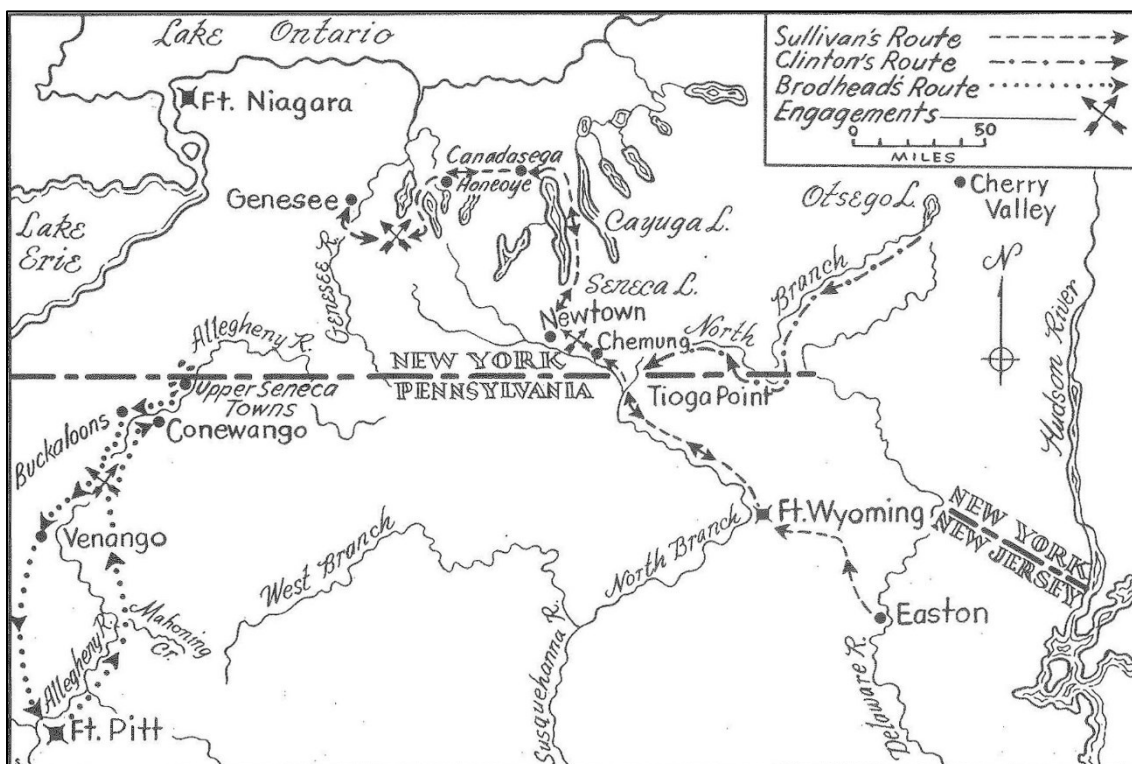 Lake Ontario
Ft. Niagara
Sullivan's Route
Clinton's Route
Brodhead's Route
Engagements
0 50
MILES
Canadasega
Honeoye
Genesee
Cherry
Valley
Otsego L.
Lake
Erie
Cayuga L.
Genesee R.
Seneca L.
N
Branch
North
Newtown
Chemung
Hudson River
Allegheny R.
NEW YORK
PENNSYLVANIA
Upper Seneca
Towns
Tioga Point
Conewango
Buckaloons
Venango
Ft. Wyoming
NEW YORK
NEW JERSEY
West Branch
North Branch
Mahoning
Cr.
Easton
Allegheny R.
Ft. Pitt
Susquehanna R.
Delaware R.